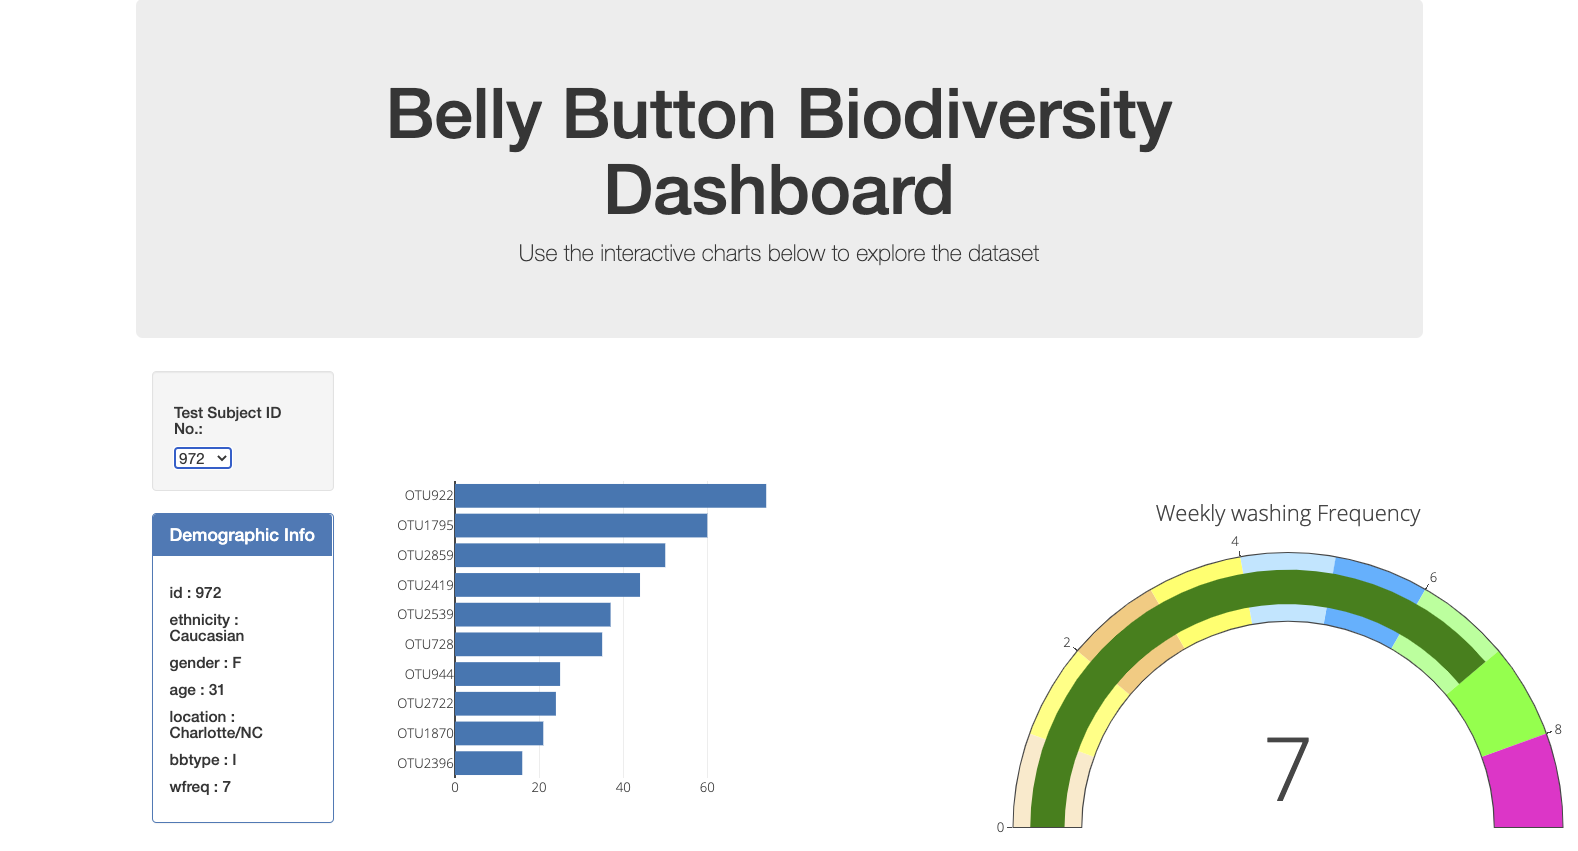 Belly Button Biodiversity
Dashboard
Use the interactive charts below to explore the dataset
Test Subject ID
No.:
972
Demographic Info
id : 972
ethnicity :
Caucasian
gender : F
age : 31
location :
Charlotte/NC
bbtype : I
wfreq : 7
OTU922
OTU1795
OTU2859
OTU2419
OTU2539
OTU728
OTU944
OTU2722
OTU1870
OTU2396
0 20 40 60
Weekly washing Frequency
0
2
4
6
8
7